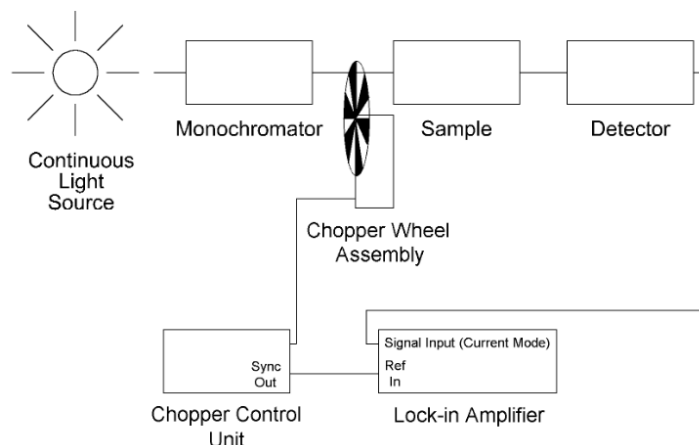 Monochromator
Sample
Detector
Continuous
Light
Source
Chopper Wheel
Assembly
Signal Input (Current Mode)
Sync
Out
Ref
In
Chopper Control
Unit
Lock-in Amplifier